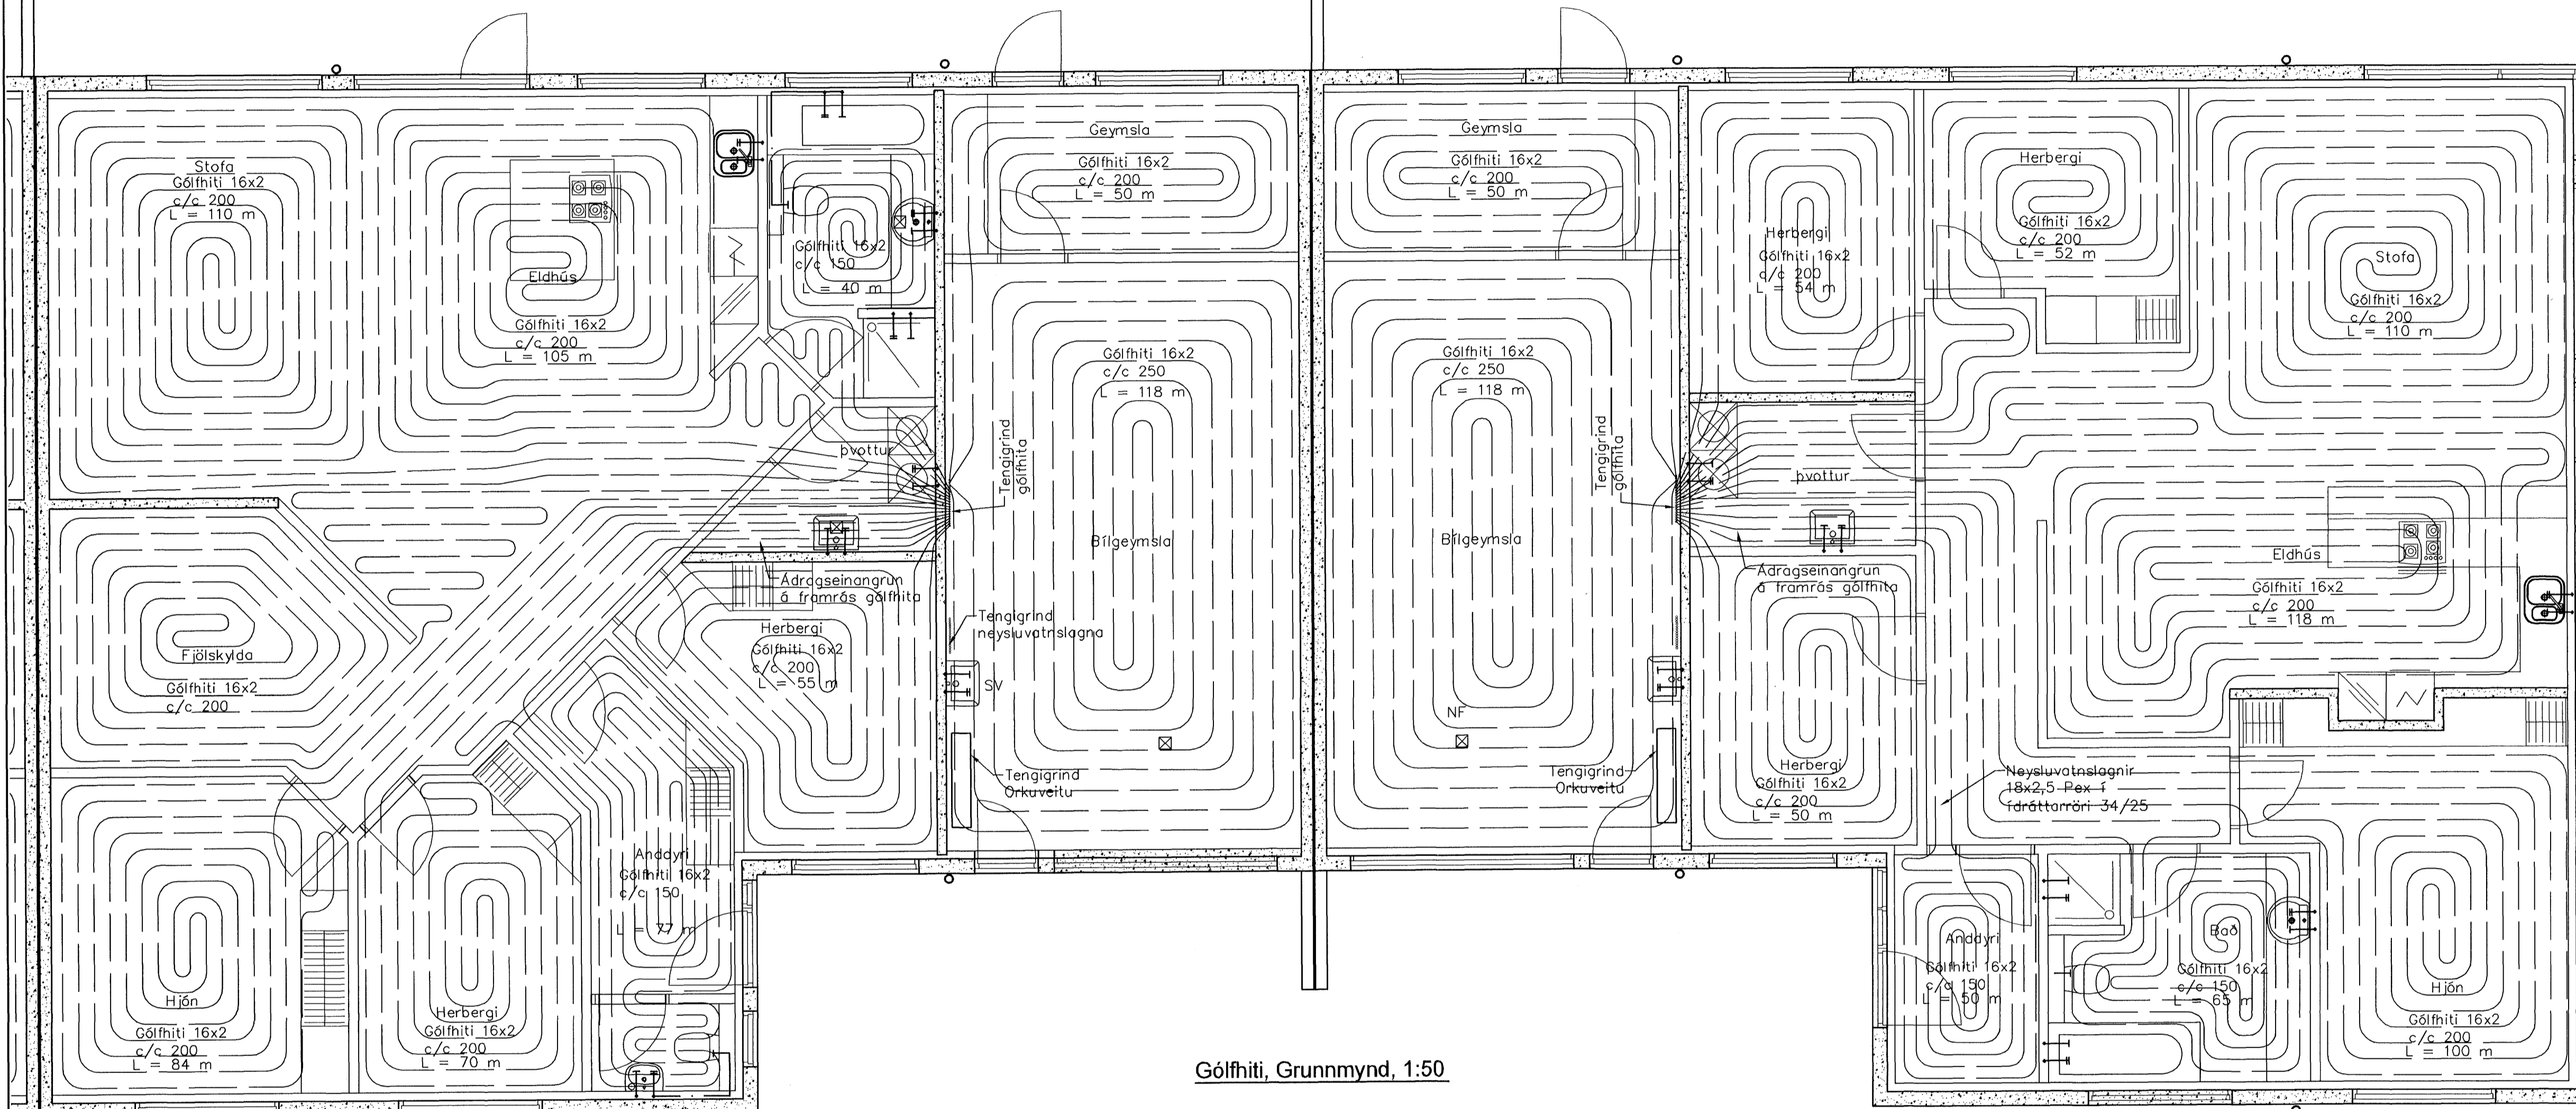 Stofa
Gólfhiti 16x2
c/c 200
L = 110 m
Eldhús
Gólfhiti 16x2
c/c 200
L = 105 m
Gólfhiti 16x2
c/c 150
L = 40 m
Geymsla
Gólfhiti 16x2
c/c 200
L = 50 m
Geymsla
Gólfhiti 16x2
c/c 200
L = 50 m
Herbergi
Gólfhiti 16x2
c/c 200
L = 54 m
Herbergi
Gólfhiti 16x2
c/c 200
L = 52 m
Stofa
Gólfhiti 16x2
c/c 200
L = 110 m
Þvottur
Tengigrind
gólfhita
Gólfhiti 16x2
c/c 250
L = 118 m
Bílgeymsla
Gólfhiti 16x2
c/c 250
L = 118 m
Bílgeymsla
Tengigrind
gólfhita
Þvottur
Eldhús
Gólfhiti 16x2
c/c 200
L = 118 m
Fjölskylda
Gólfhiti 16x2
c/c 200
Ádragseinangrun
á framrás gólfhita
Herbergi
Gólfhiti 16x2
c/c 200
L = 55 m
Tengigrind
neysluvatnslagna
SV
Tengigrind
Orkuveitu
NF
Tengigrind
Orkuveitu
Ádragseinangrun
á framrás gólfhita
Herbergi
Gólfhiti 16x2
c/c 200
L = 50 m
Neysluvatnslagnir
18x2,5 Pex í
ídráttarröri 34/25
Hjón
Gólfhiti 16x2
c/c 200
L = 84 m
Herbergi
Gólfhiti 16x2
c/c 200
L = 70 m
Anddyri
Gólfhiti 16x2
c/c 150
L = 77 m
Anddyri
Gólfhiti 16x2
c/c 150
L = 50 m
Bað
Gólfhiti 16x2
c/c 150
L = 65 m
Hjón
Gólfhiti 16x2
c/c 200
L = 100 m
Gólfhiti, Grunnmynd, 1:50